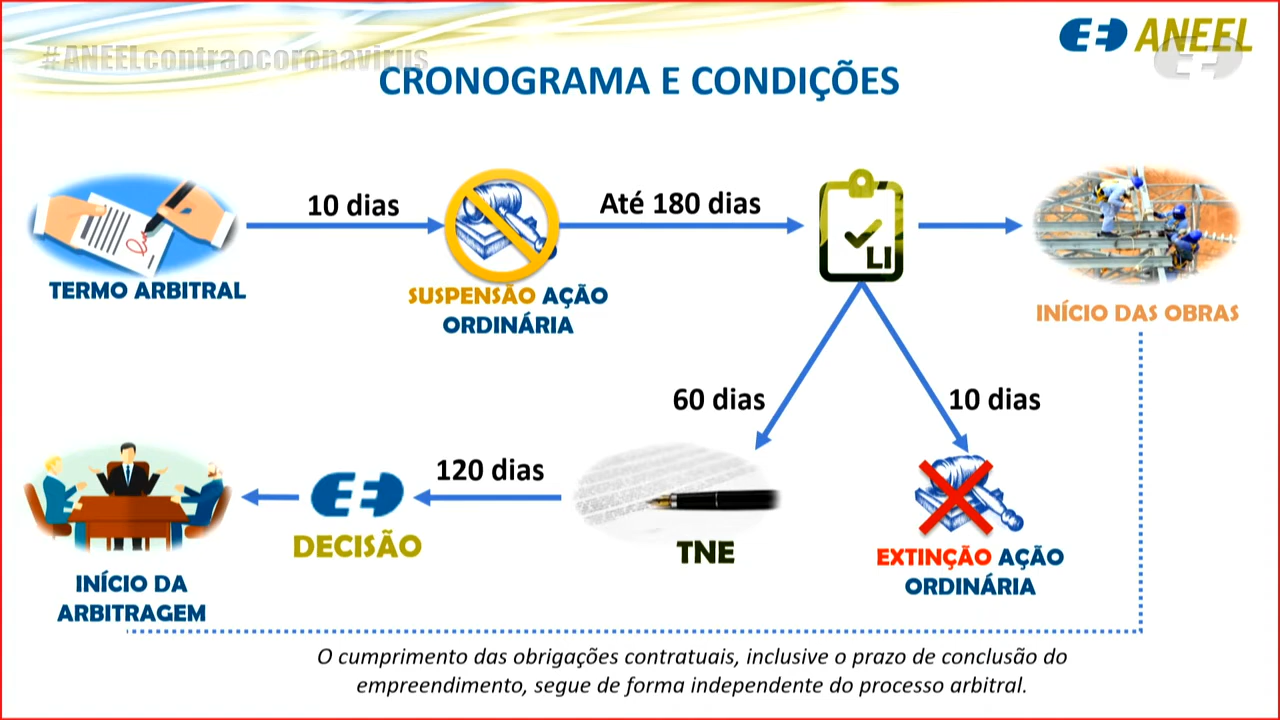 #ANEELcontraocoronavirus
ANEEL
CRONOGRAMA E CONDIÇÕES
10 dias
Até 180 dias
LI
TERMO ARBITRAL
SUSPENSÃO AÇÃO
ORDINÁRIA
INÍCIO DAS OBRAS
60 dias
10 dias
120 dias
DECISÃO
TNE
EXTINÇÃO AÇÃO
ORDINÁRIA
INÍCIO DA
ARBITRAGEM
O cumprimento das obrigações contratuais, inclusive o prazo de conclusão do
empreendimento, segue de forma independente do processo arbitral.